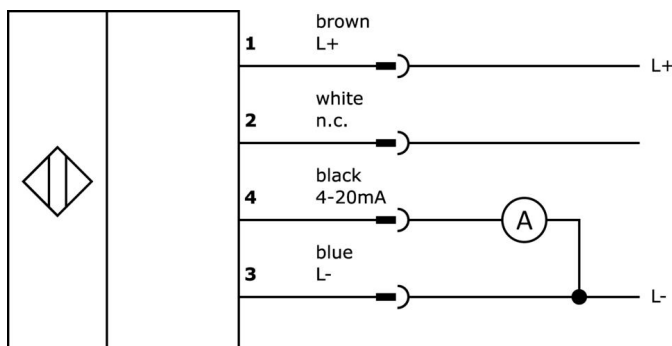 brown
1 L+ L+
white
2 n.c.
black
4 4-20mA A
blue
3 L- L-